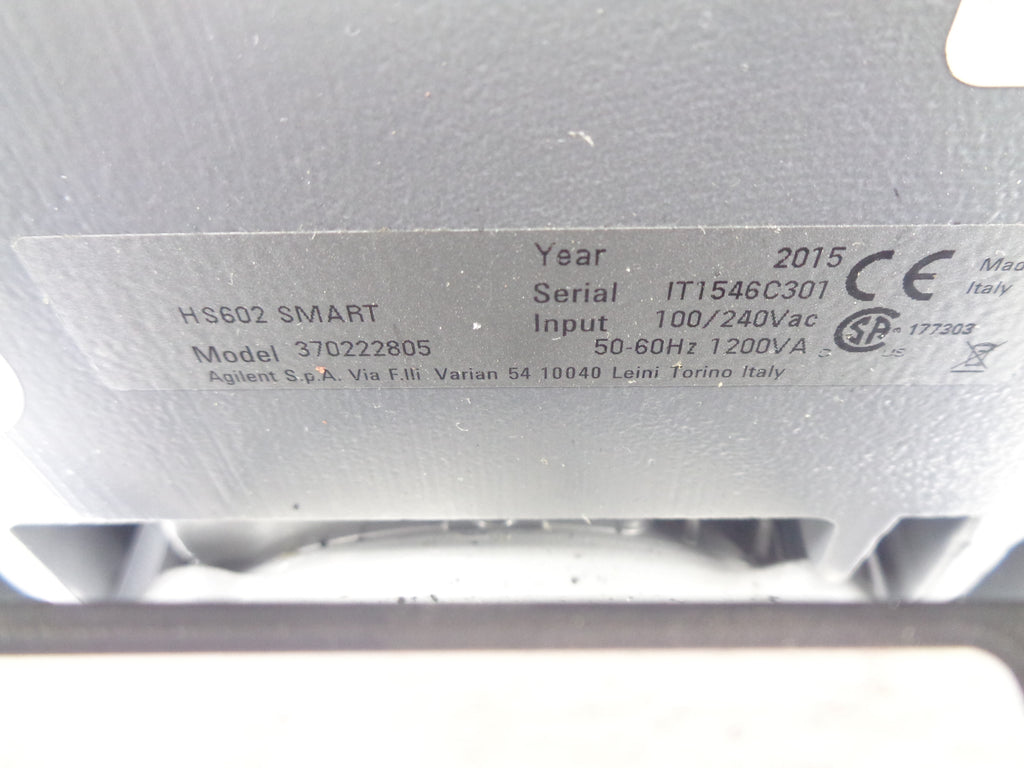 Year 2015
Serial IT1546C301
HS602 SMART
Input 100/240Vac
Model 370222805
50-60Hz 1200VA
Agilent S.p.A. Via F.lli Varian 54 10040 Leini Torino Italy
CE
Italy
177303
US